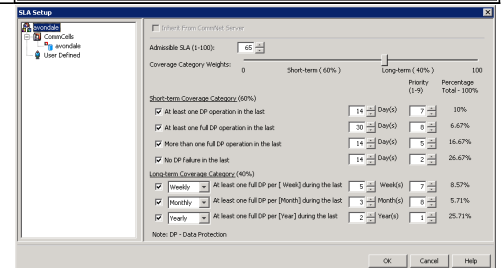 SLA Setup
avondale
CommCells
avondale
User Defined
Inherit from CommNet Server
Admissible SLA (1-100): 65
Coverage Category Weights: 0 Short-term ( 60% ) Long-term ( 40% ) 100
Priority (1-9) Percentage Total - 100%
Short-term Coverage Category (60%)
At least one DP operation in the last 14 Day(s) 7 10%
At least one full DP operation in the last 30 Day(s) 8 6.67%
More than one full DP operation in the last 14 Day(s) 5 16.67%
No DP failure in the last 14 Day(s) 2 26.67%
Long-term Coverage Category (40%)
Weekly At least one full DP per [ Week] during the last 5 Week(s) 7 8.57%
Monthly At least one full DP per [Month] during the last 3 Month(s) 8 5.71%
Yearly At least one full DP per [Year] during the last 2 Year(s) 1 25.71%
Note: DP - Data Protection
OK Cancel Help